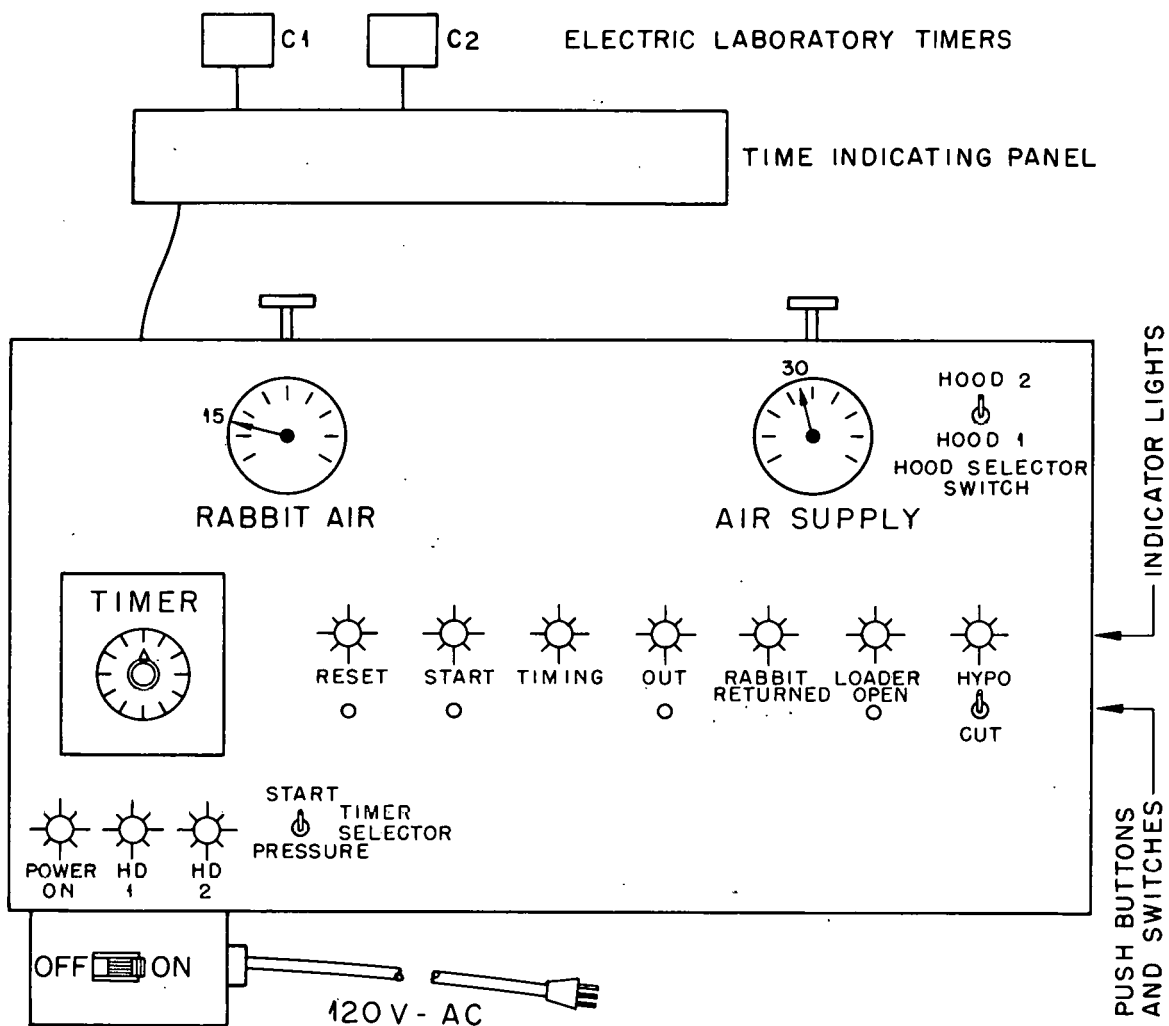 C1
C2
ELECTRIC LABORATORY TIMERS
TIME INDICATING PANEL
15
1
RABBIT AIR
30
AIR SUPPLY
HOOD 2
HOOD 1
HOOD SELECTOR
SWITCH
INDICATOR LIGHTS
TIMER
RESET
START
TIMING
OUT
RABBIT
RETURNED
LOADER
OPEN
HYPO
CUT
START
TIMER
SELECTOR
PRESSURE
POWER
ON
HD
1
HD
2
PUSH BUTTONS
AND SWITCHES
OFF
ON
120 V - AC